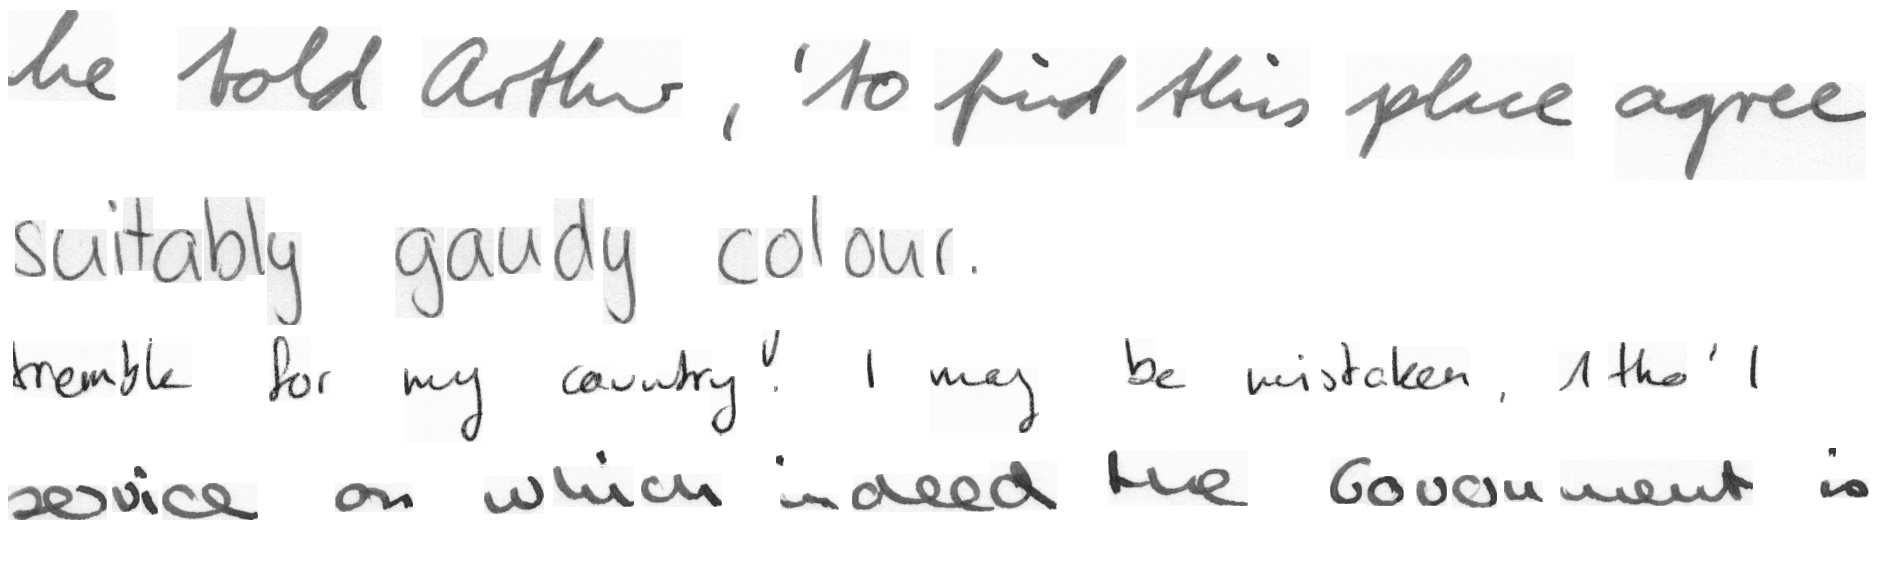 he told Arthur, 'to find this place agree
suitably gaudy colour.
tremble for my country! I may be mistaken, 1 tho' I
service on which indeed the Government is